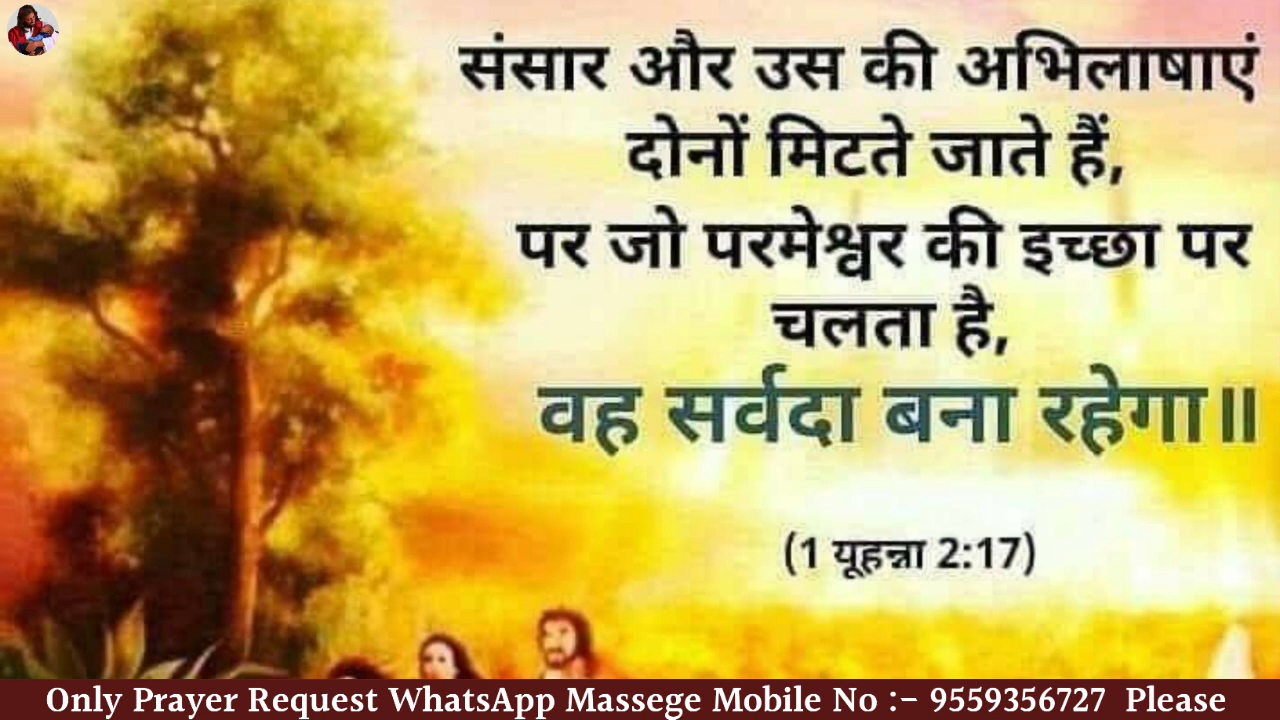 संसार और उस की अभिलाषाएं
दोनों मिटते जाते हैं,
पर जो परमेश्वर की इच्छा पर
चलता है,
वह सर्वदा बना रहेगा॥
(1 यूहन्ना 2:17)
Only Prayer Request WhatsApp Massege Mobile No :- 9559356727 Please